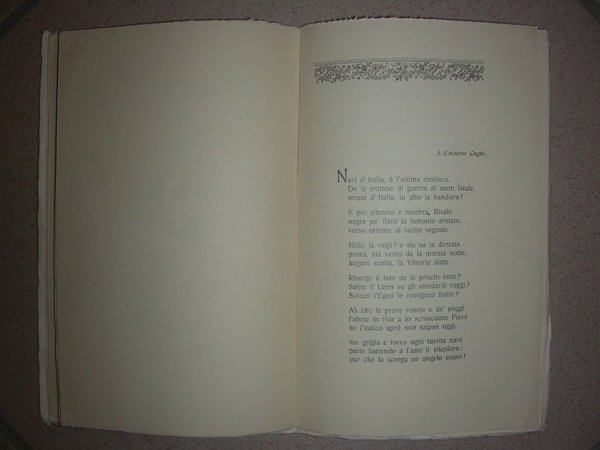 A Umberto Cagni.
Navi d' Italia, è l'ultima crociera.
De le trombe di guerra al suon fatale,
mozzi d' Italia, in alto la bandiera!
E poi silenzio e tenebra. Risale
negra pe' flutti la fumante armata,
verso oriente al tacito segnale.
Iddio la vegli! e siu su la dentata
prora, nei vento de la marzia notte,
augure scolta, la Vittoria alata.
Risurge il fato de le prische lotte?
Salpa il Leon su gli stendardi roggi?
Solcan l'Egeo le remiganti flotte?
Ah che le prore venete e de' poggi
l'abete in riva a lo scrosciante Piave
ne l'italico april non salpan oggi,
ma grigia e torva ogni turrita nave
parte battendo a l'aste il tricolore:
par che la scorga un angelo soave!